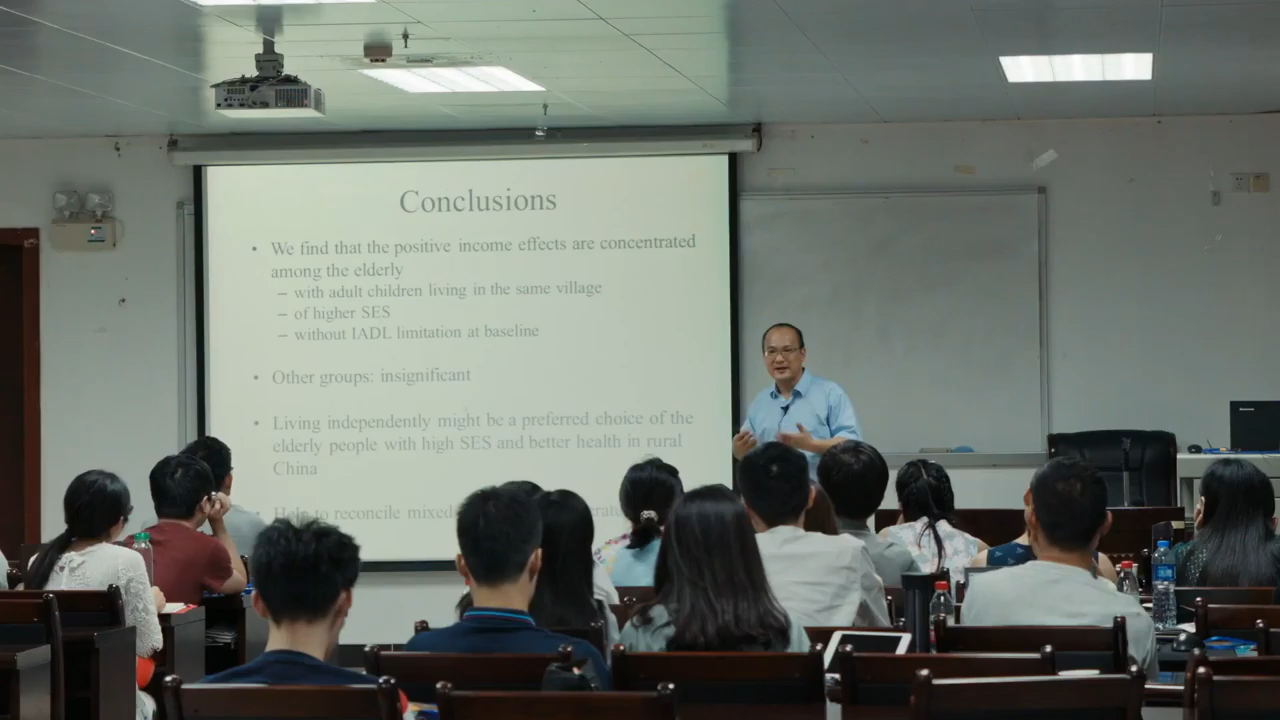 Conclusions
• We find that the positive income effects are concentrated
among the elderly
– with adult children living in the same village
– of higher SES
– without IADL limitation at baseline
• Other groups: insignificant
• Living independently might be a preferred choice of the
elderly people with high SES and better health in rural
China
Help to reconcile mixed